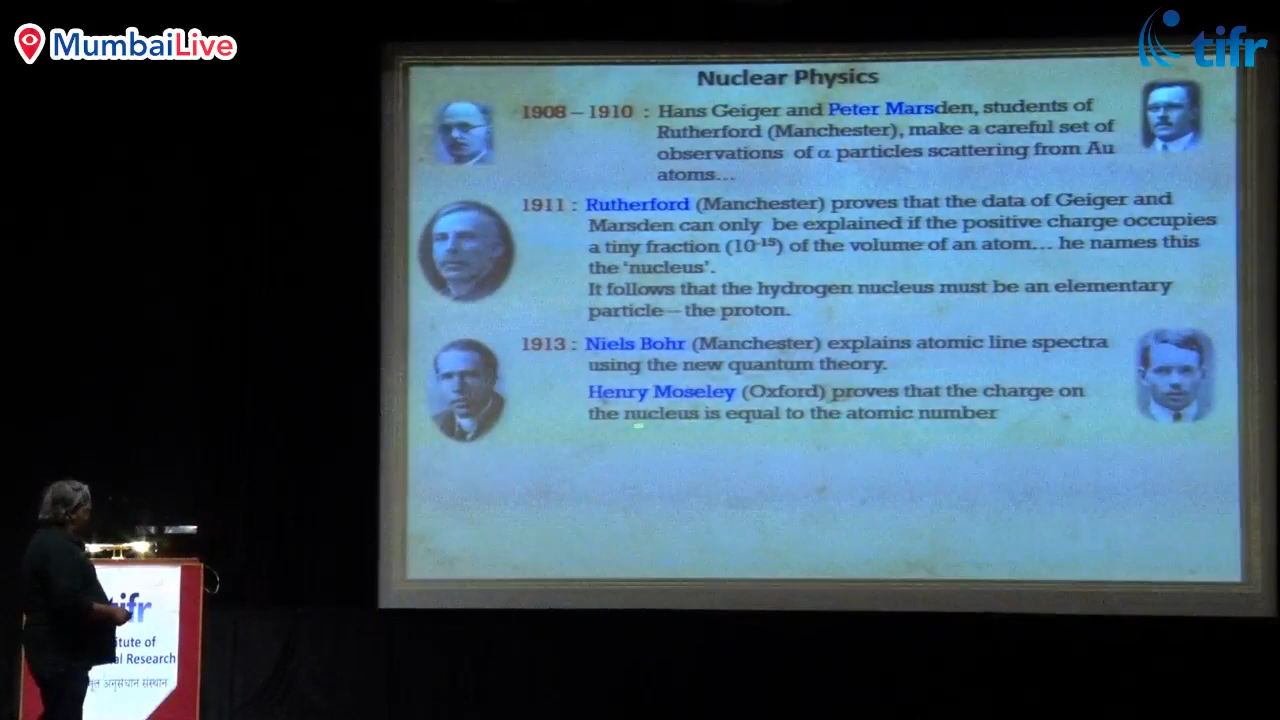 MumbaiLive
tifr
Nuclear Physics
1908 – 1910 : Hans Geiger and Peter Marsden, students of
Rutherford (Manchester), make a careful set of
observations of α particles scattering from Au
atoms...
1911 : Rutherford (Manchester) proves that the data of Geiger and
Marsden can only be explained if the positive charge occupies
a tiny fraction (10⁻¹⁵) of the volume of an atom... he names this
the ‘nucleus’.
It follows that the hydrogen nucleus must be an elementary
particle – the proton.
1913 : Niels Bohr (Manchester) explains atomic line spectra
using the new quantum theory.
Henry Moseley (Oxford) proves that the charge on
the nucleus is equal to the atomic number
tifr
itute of
al Research
अनुसंधान संस्थान